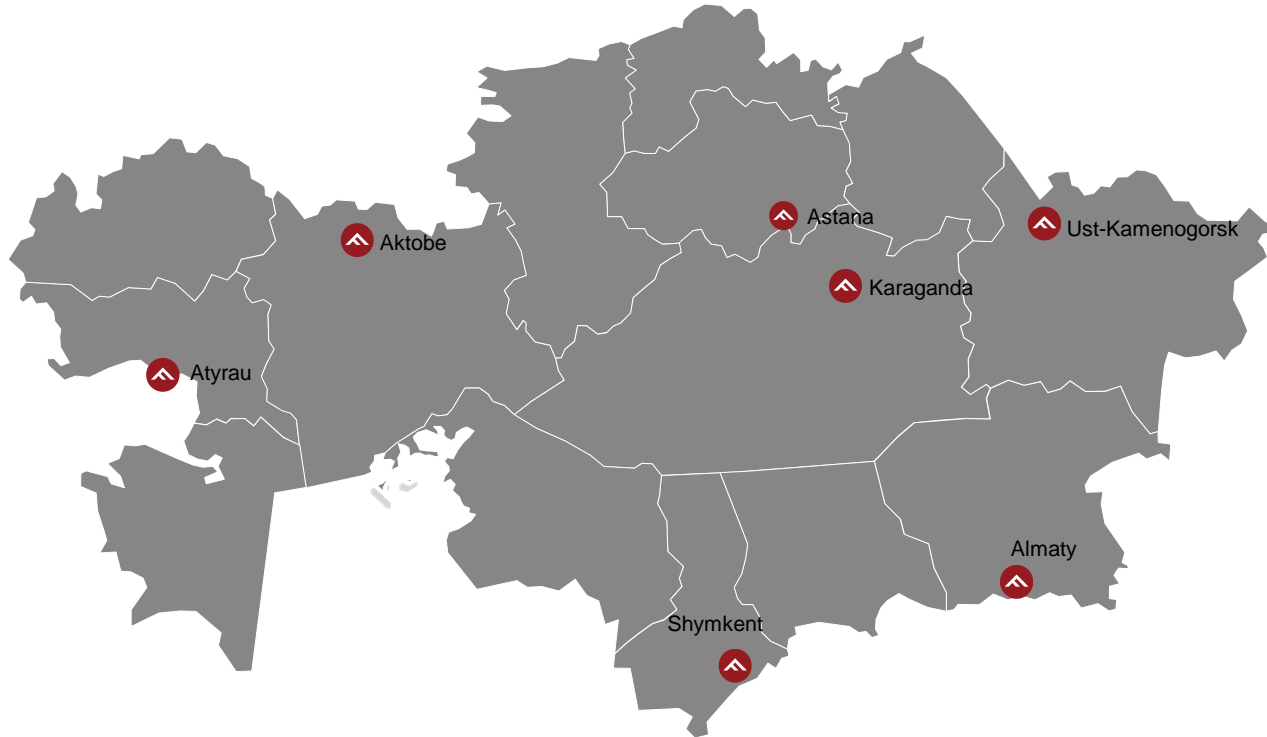 Astana
Ust-Kamenogorsk
Aktobe
Karaganda
Atyrau
Almaty
Shymkent